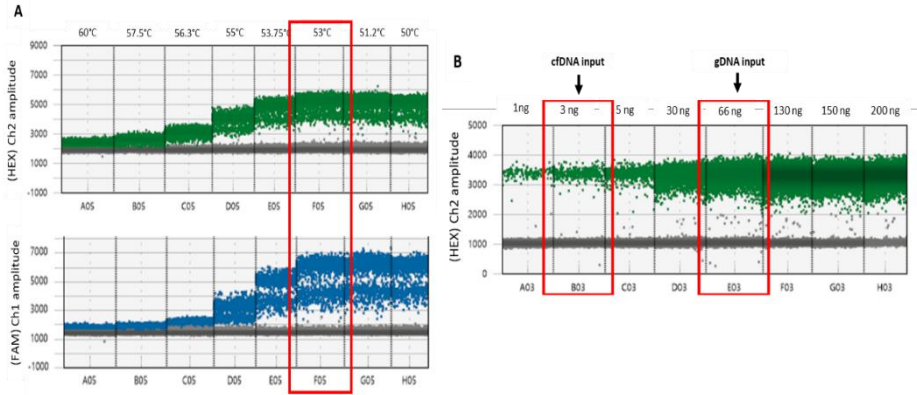 A
60°C 57.5°C 56.3°C 55°C 53.75°C 53°C 51.2°C 50°C
(HEX) Ch2 amplitude
9000
7000
5000
3000
1000
-1000
A05 B05 C05 D05 E05 F05 G05 H05
(FAM) Ch1 amplitude
7000
5000
3000
1000
-1000
A05 B05 C05 D05 E05 F05 G05 H05
B
cfDNA input gDNA input
1ng 3 ng 5 ng 30 ng 66 ng 130 ng 150 ng 200 ng
(HEX) Ch2 amplitude
5000
4000
3000
2000
1000
0
A03 B03 C03 D03 E03 F03 G03 H03